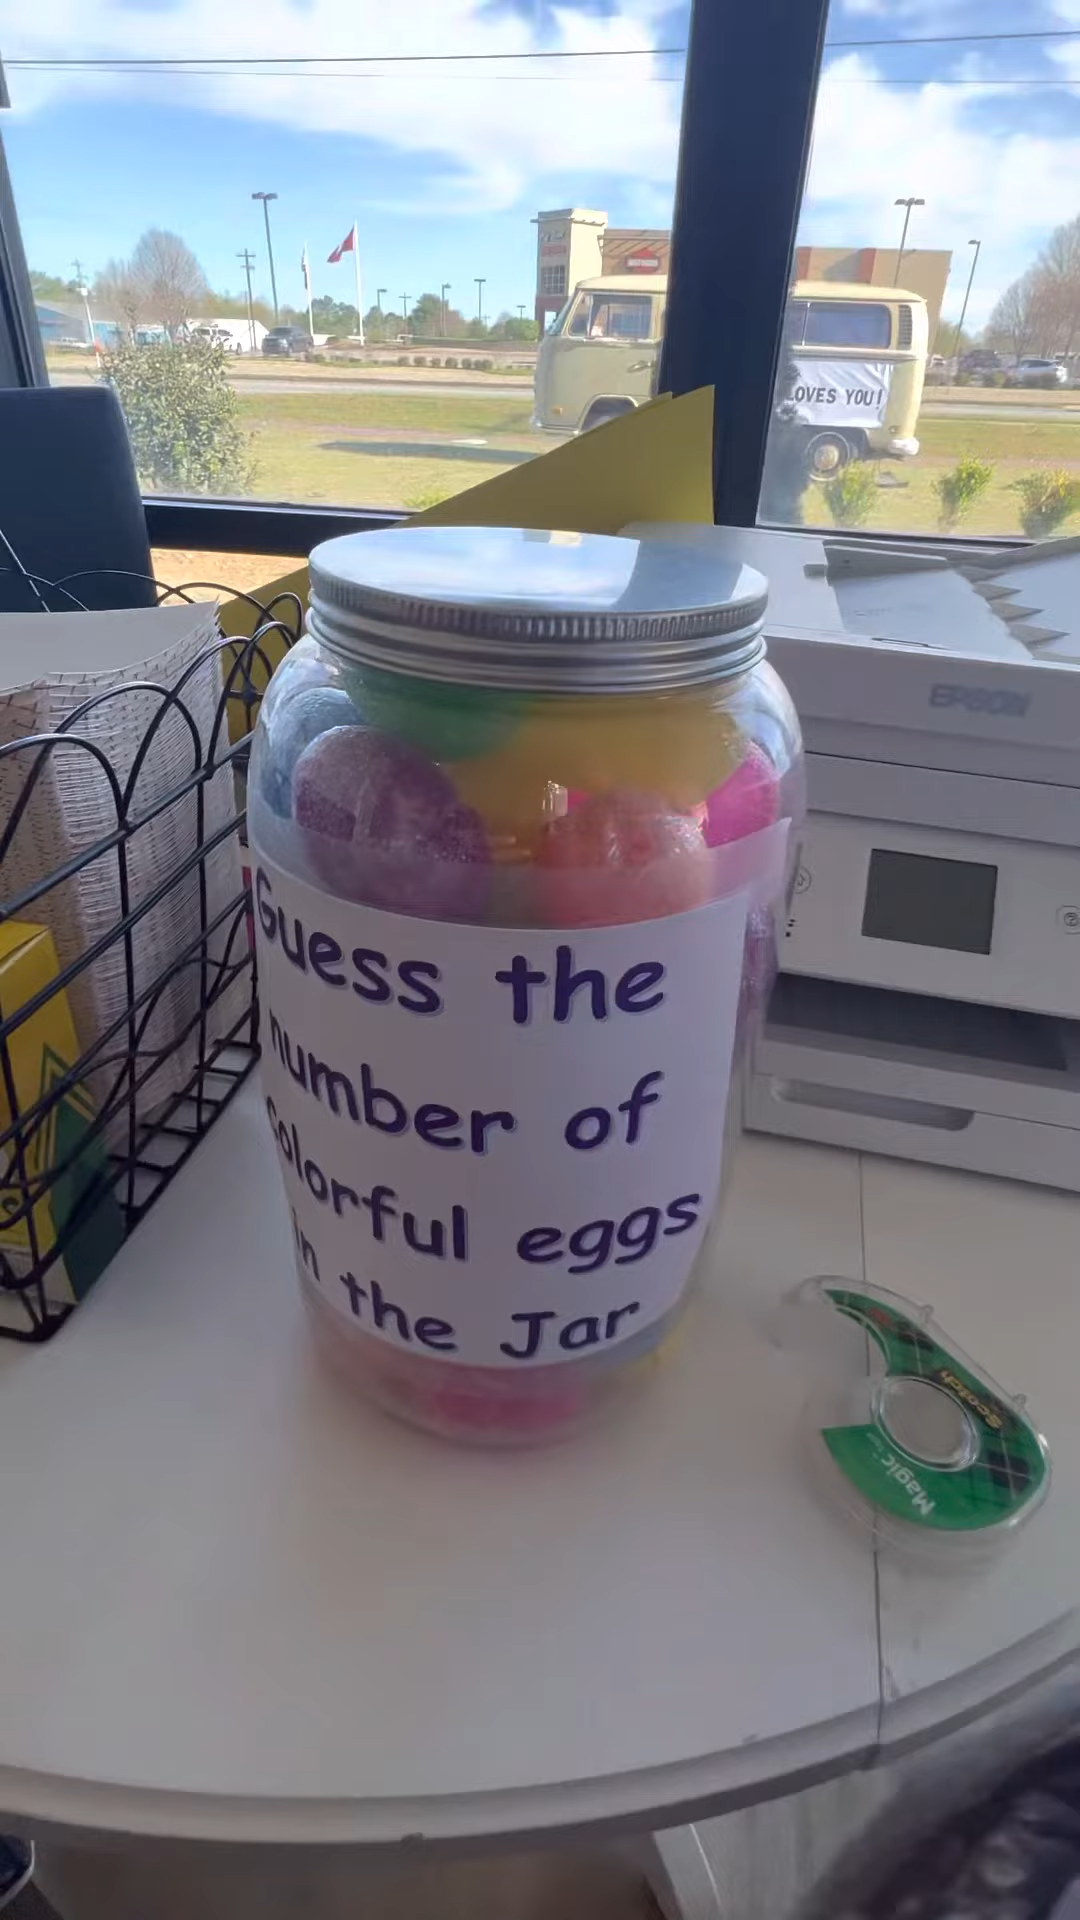 LOVES YOU!
EPSON
Guess the
number of
Colorful eggs
in the Jar
Scotch
Magic